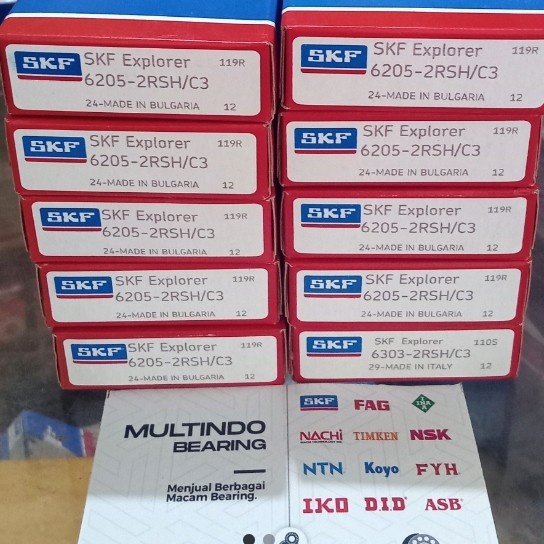 SKF
SKF Explorer
119R
6205-2RSH/C3
24-MADE IN BULGARIA
12
SKF
SKF Explorer
119R
6205-2RSH/C3
24-MADE IN BULGARIA
12
SKF
SKF Explorer
119R
6205-2RSH/C3
24-MADE IN BULGARIA
12
SKF
SKF Explorer
119R
6205-2RSH/C3
24-MADE IN BULGARIA
12
SKF
SKF Explorer
119R
6205-2RSH/C3
24-MADE IN BULGARIA
12
SKF
SKF Explorer
119R
6205-2RSH/C3
24-MADE IN BULGARIA
12
SKF
SKF Explorer
119R
6205-2RSH/C3
24-MADE IN BULGARIA
12
SKF
SKF Explorer
119R
6205-2RSH/C3
24-MADE IN BULGARIA
12
SKF
SKF Explorer
119R
6205-2RSH/C3
24-MADE IN BULGARIA
12
SKF
SKF Explorer
110S
6303-2RSH/C3
29-MADE IN ITALY
12
MULTINDO
BEARING
Menjual Berbagai
Macam Bearing.
SKF FAG INA
NACHI TIMKEN NSK
NTN Koyo FYH
IKO D.I.D ASB